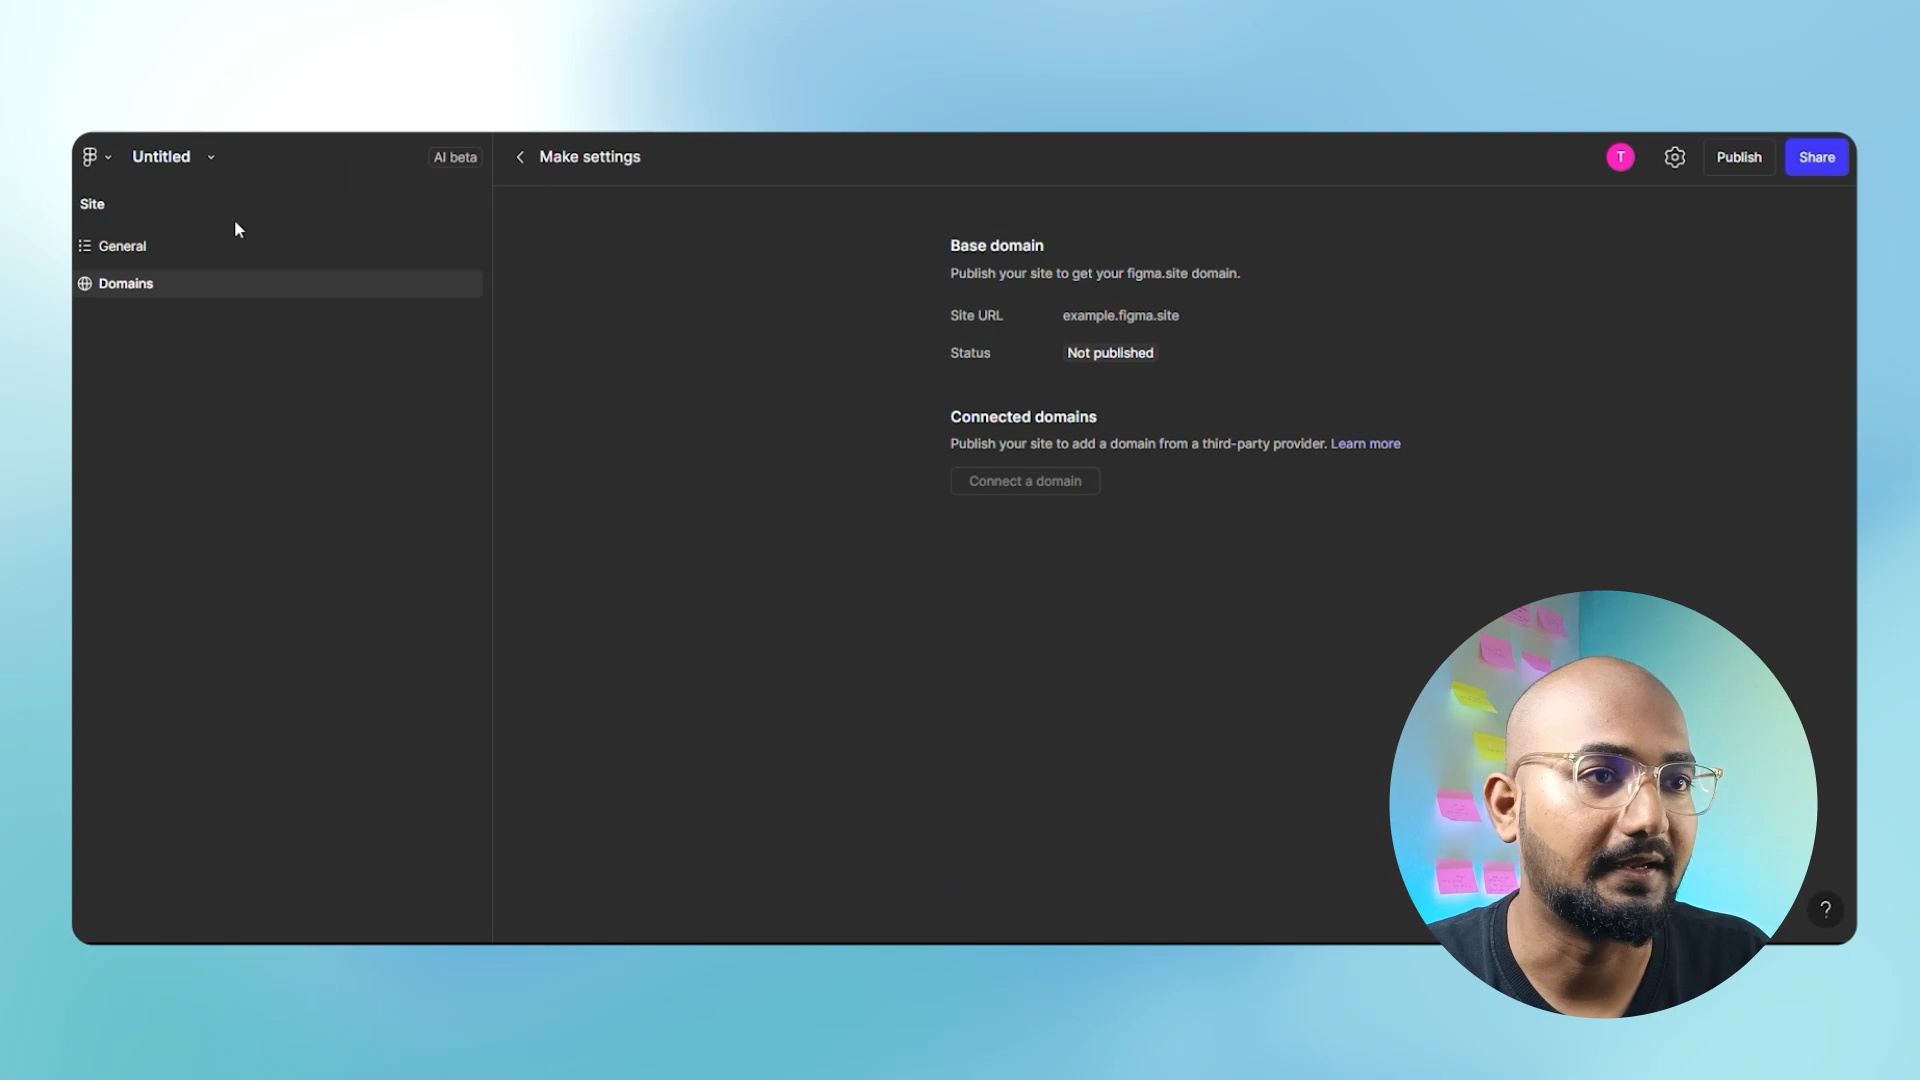 Untitled
AI beta
Make settings
T
Publish
Share
Site
General
Domains
Base domain
Publish your site to get your figma.site domain.
Site URL
example.figma.site
Status
Not published
Connected domains
Publish your site to add a domain from a third-party provider. Learn more
Connect a domain
?